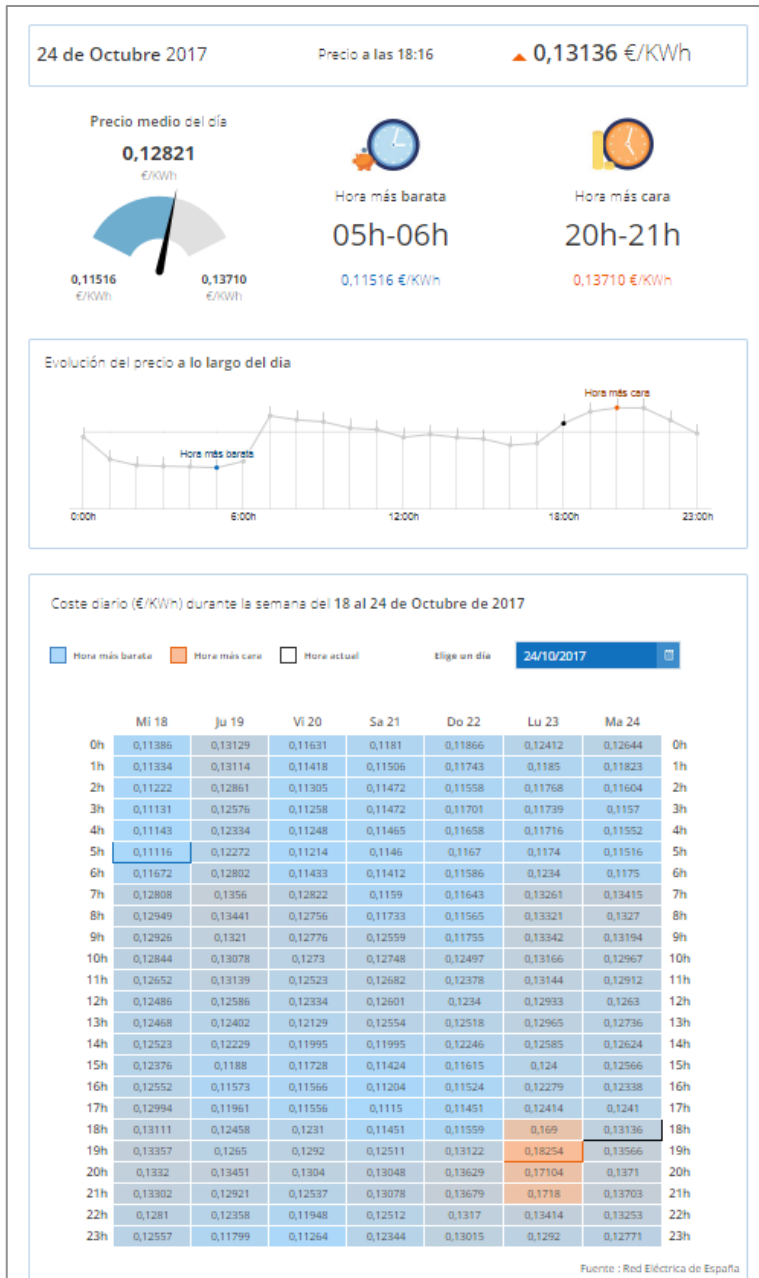 24 de Octubre 2017 Precio a las 18:16 0,13136 €/KWh
Precio medio del día
0,12821
€/KWh
0,11516 0,13710
€/KWh €/KWh
Hora más barata
05h-06h
0,11516 €/KWh
Hora más cara
20h-21h
0,13710 €/KWh
Evolución del precio a lo largo del dia
Hora más cara
Hora más barata
0:00h 6:00h 12:00h 18:00h 23:00h
Coste diario (€/KWh) durante la semana del 18 al 24 de Octubre de 2017
Hora más barata Hora más cara Hora actual Elige un día 24/10/2017
Mi 18 Ju 19 Vi 20 Sa 21 Do 22 Lu 23 Ma 24
0h 0,11386 0,13129 0,11631 0,1181 0,11866 0,12412 0,12644 0h
1h 0,11334 0,13114 0,11418 0,11506 0,11743 0,1185 0,11823 1h
2h 0,11222 0,12861 0,11305 0,11472 0,11558 0,11768 0,11604 2h
3h 0,11131 0,12576 0,11258 0,11472 0,11701 0,11739 0,1157 3h
4h 0,11143 0,12334 0,11248 0,11465 0,11658 0,11716 0,11552 4h
5h 0,11116 0,12272 0,11214 0,1146 0,1167 0,1174 0,11516 5h
6h 0,11672 0,12802 0,11433 0,11412 0,11586 0,1234 0,1175 6h
7h 0,12808 0,1356 0,12822 0,1159 0,11643 0,13261 0,13415 7h
8h 0,12949 0,13441 0,12756 0,11733 0,11565 0,13321 0,1327 8h
9h 0,12926 0,1321 0,12776 0,12559 0,11755 0,13342 0,13194 9h
10h 0,12844 0,13078 0,1273 0,12748 0,12497 0,13166 0,12967 10h
11h 0,12652 0,13139 0,12523 0,12682 0,12378 0,13144 0,12912 11h
12h 0,12486 0,12586 0,12334 0,12601 0,1234 0,12933 0,1263 12h
13h 0,12468 0,12402 0,12129 0,12554 0,12518 0,12965 0,12736 13h
14h 0,12523 0,12229 0,11995 0,11995 0,12246 0,12585 0,12624 14h
15h 0,12376 0,1188 0,11728 0,11424 0,11615 0,124 0,12566 15h
16h 0,12552 0,11573 0,11566 0,11204 0,11524 0,12279 0,12338 16h
17h 0,12994 0,11961 0,11556 0,1115 0,11451 0,12414 0,1241 17h
18h 0,13111 0,12458 0,1231 0,11451 0,11559 0,169 0,13136 18h
19h 0,13357 0,1265 0,1292 0,12511 0,13122 0,18254 0,13566 19h
20h 0,1332 0,13451 0,1304 0,13048 0,13629 0,17104 0,1371 20h
21h 0,13302 0,12921 0,12537 0,13078 0,13679 0,1718 0,13703 21h
22h 0,1281 0,12358 0,11948 0,12512 0,1317 0,13414 0,13253 22h
23h 0,12557 0,11799 0,11264 0,12344 0,13015 0,1292 0,12771 23h
Fuente : Red Eléctrica de España